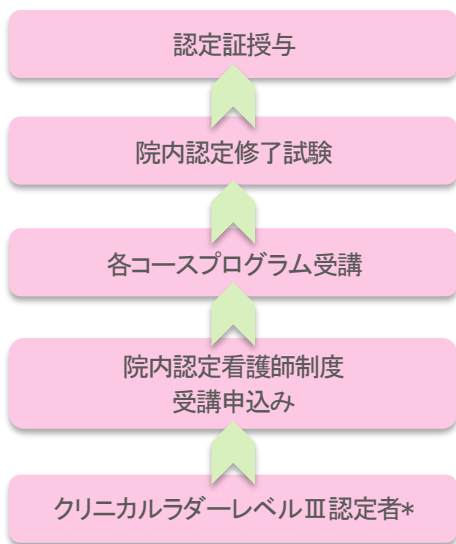 認定証授与
院内認定修了試験
各コースプログラム受講
院内認定看護師制度
受講申込み
クリニカルラダーレベルⅢ認定者*